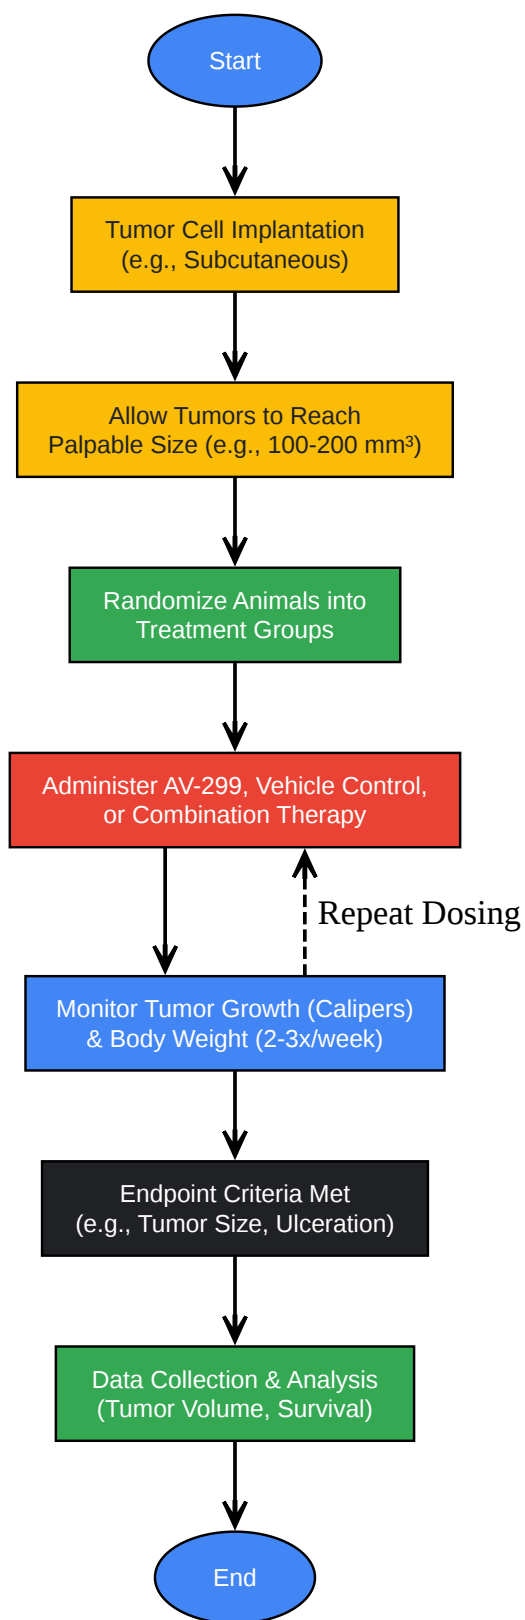 Start
Tumor Cell Implantation
(e.g., Subcutaneous)
Allow Tumors to Reach
Palpable Size (e.g., 100-200 mm³)
Randomize Animals into
Treatment Groups
Administer AV-299, Vehicle Control,
or Combination Therapy
Repeat Dosing
Monitor Tumor Growth (Calipers)
& Body Weight (2-3x/week)
Endpoint Criteria Met
(e.g., Tumor Size, Ulceration)
Data Collection & Analysis
(Tumor Volume, Survival)
End